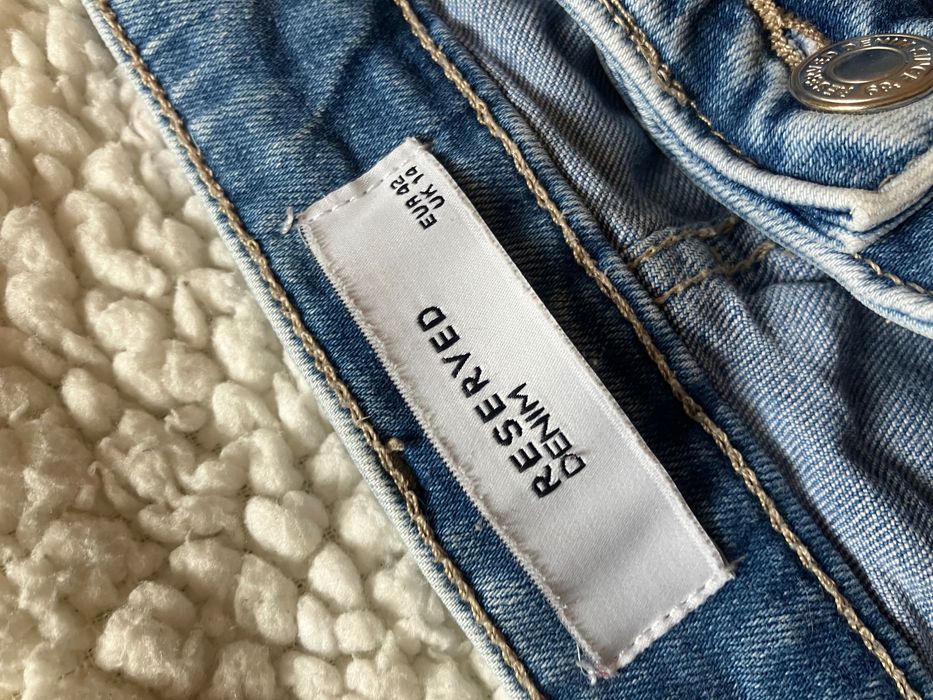 EUR 42
UK 14
RESERVED
DENIM